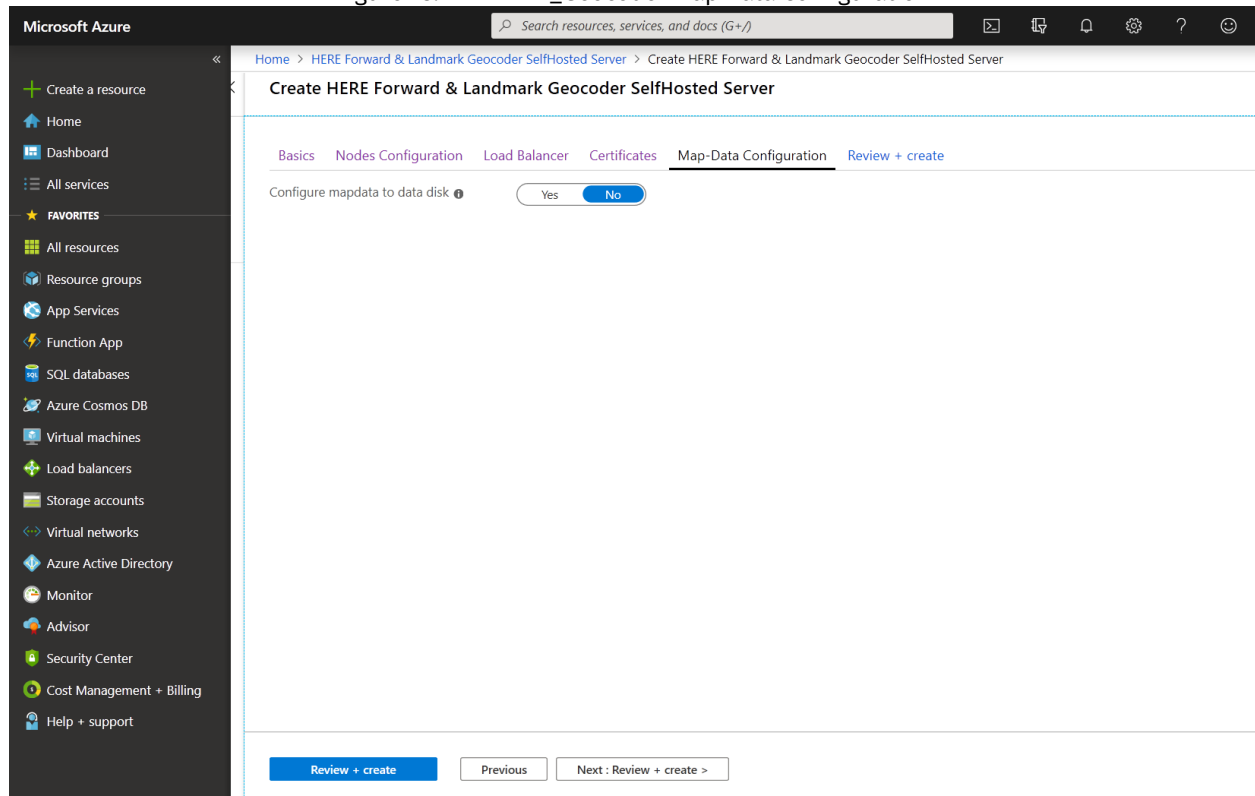 Microsoft Azure
Search resources, services, and docs (G+/)
«
Home > HERE Forward & Landmark Geocoder SelfHosted Server > Create HERE Forward & Landmark Geocoder SelfHosted Server
Create HERE Forward & Landmark Geocoder SelfHosted Server
Create a resource
Home
Dashboard
All services
FAVORITES
All resources
Resource groups
App Services
Function App
SQL databases
Azure Cosmos DB
Virtual machines
Load balancers
Storage accounts
Virtual networks
Azure Active Directory
Monitor
Advisor
Security Center
Cost Management + Billing
Help + support
Basics Nodes Configuration Load Balancer Certificates Map-Data Configuration Review + create
Configure mapdata to data disk Yes No
Review + create Previous Next : Review + create >